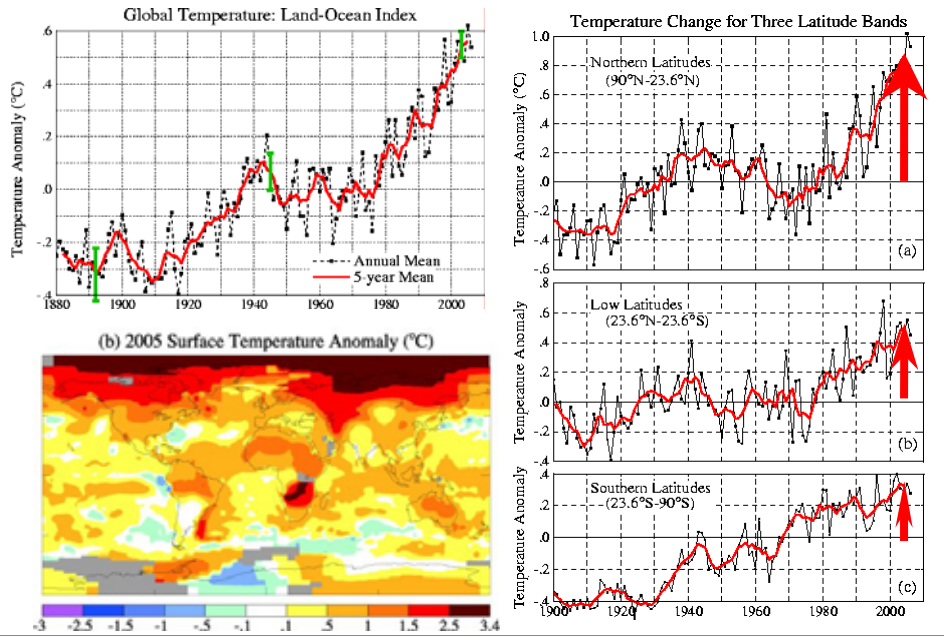 Global Temperature: Land-Ocean Index
Temperature Anomaly (°C)
.6
.4
.2
.0
-.2
-.4
Annual Mean
5-year Mean
1880 1900 1920 1940 1960 1980 2000
(b) 2005 Surface Temperature Anomaly (°C)
-3 -2.5 -1.5 -.5 -.1 .1 .5 1 1.5 2.5 3.4
Temperature Change for Three Latitude Bands
Temperature Anomaly (°C)
1.0
.8
.6
.4
.2
.0
-.2
-.4
-.6
Northern Latitudes
(90°N-23.6°N)
(a)
Temperature Anomaly
.8
.6
.4
.2
.0
-.2
-.4
Low Latitudes
(23.6°N-23.6°S)
(b)
Temperature Anomaly
.4
.2
.0
-.2
-.4
Southern Latitudes
(23.6°S-90°S)
(c)
1900 1920 1940 1960 1980 2000